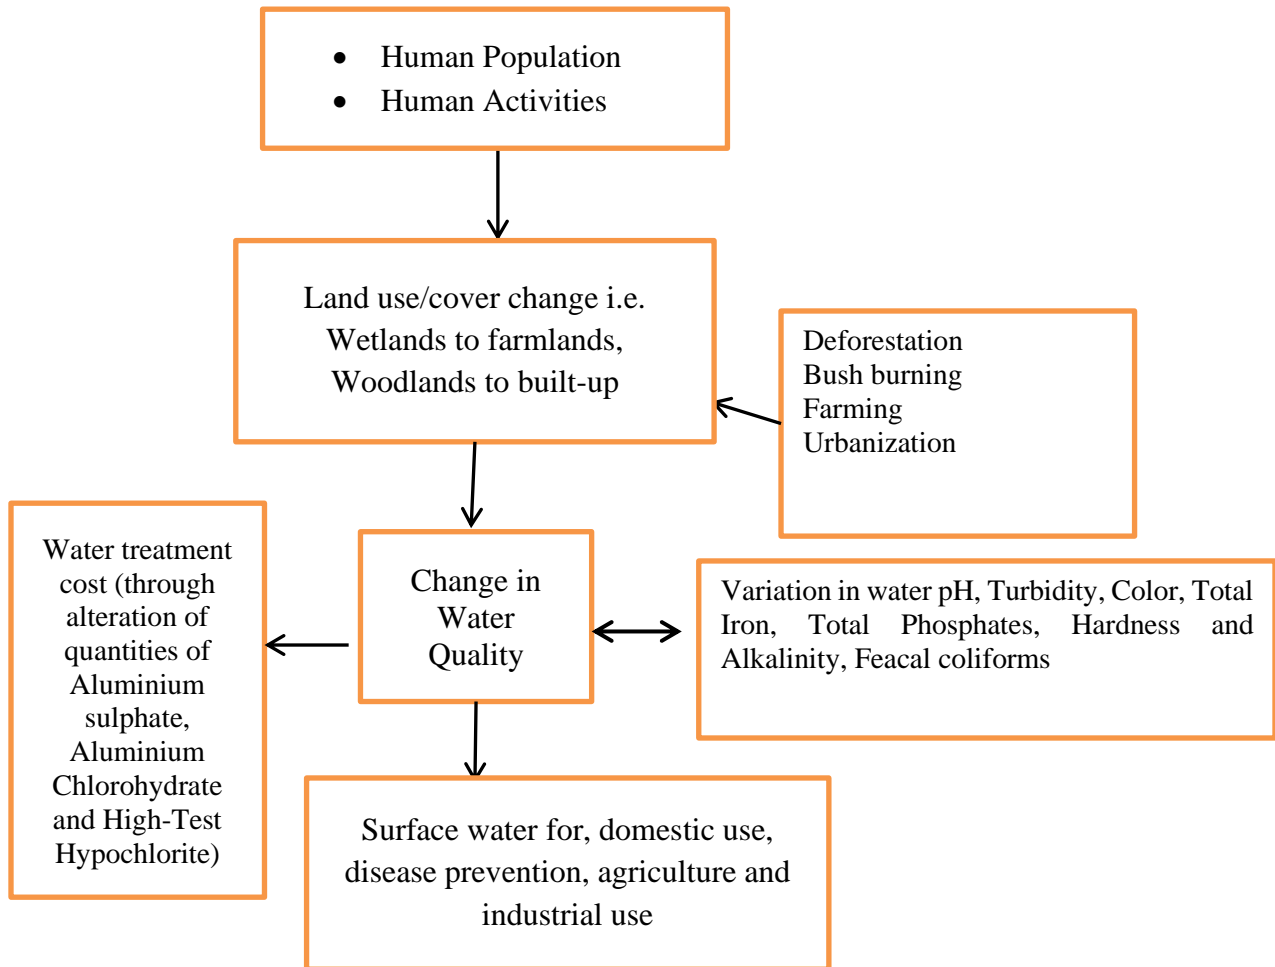 • Human Population
• Human Activities
Land use/cover change i.e.
Wetlands to farmlands,
Woodlands to built-up
Deforestation
Bush burning
Farming
Urbanization
Water treatment
cost (through
alteration of
quantities of
Aluminium
sulphate,
Aluminium
Chlorohydrate
and High-Test
Hypochlorite)
Change in
Water
Quality
Variation in water pH, Turbidity, Color, Total
Iron, Total Phosphates, Hardness and
Alkalinity, Feacal coliforms
Surface water for, domestic use,
disease prevention, agriculture and
industrial use